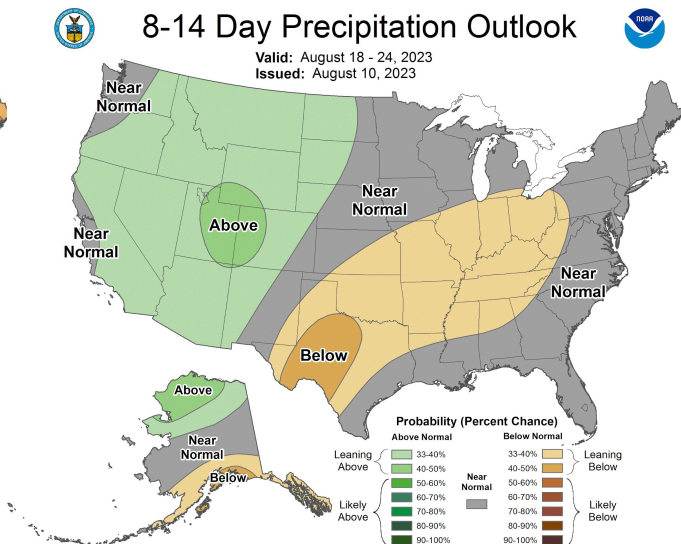 8-14 Day Precipitation Outlook
NOAA
Valid: August 18 - 24, 2023
Issued: August 10, 2023
Near
Normal
Above
Near
Normal
Near
Normal
Near
Normal
Below
Above
Near
Normal
Below
Probability (Percent Chance)
Above Normal
Below Normal
Leaning
Above
33-40%
40-50%
Likely
Above
50-60%
60-70%
70-80%
80-90%
90-100%
Near
Normal
33-40%
40-50%
Leaning
Below
50-60%
60-70%
70-80%
80-90%
90-100%
Likely
Below